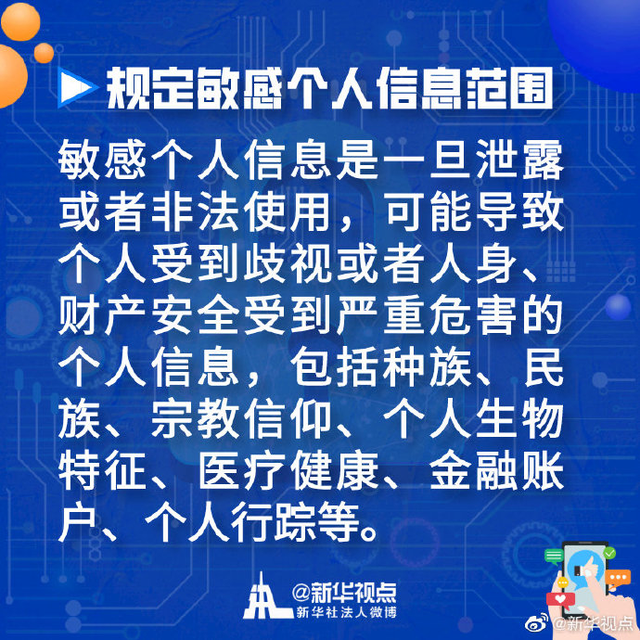 规定敏感个人信息范围
敏感个人信息是一旦泄露
或者非法使用，可能导致
个人受到歧视或者人身、
财产安全受到严重危害的
个人信息，包括种族、民
族、宗教信仰、个人生物
特征、医疗健康、金融账
户、个人行踪等。
@新华视点
新华社法人微博
@新华视点